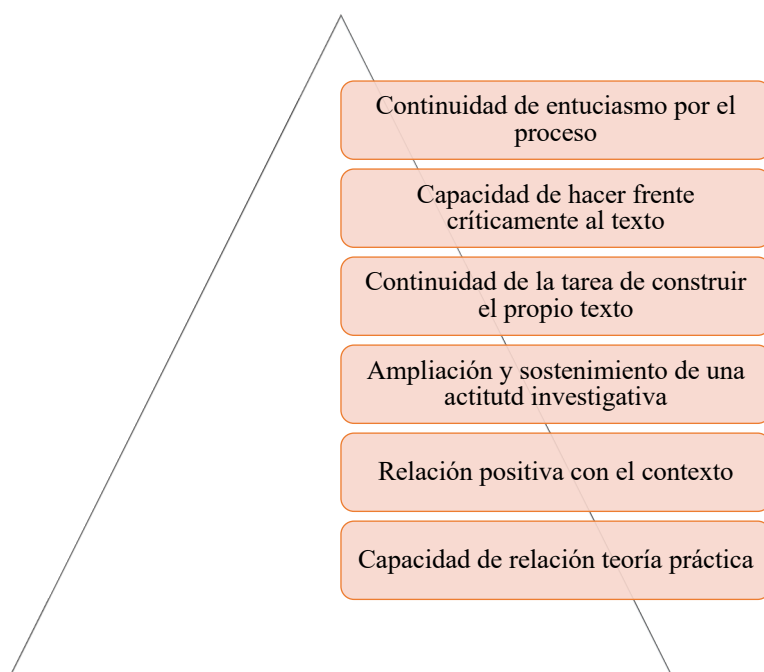 Continuidad de entuciasmo por el
proceso
Capacidad de hacer frente
críticamente al texto
Continuidad de la tarea de construir
el propio texto
Ampliación y sostenimiento de una
actitutd investigativa
Relación positiva con el contexto
Capacidad de relación teoría práctica